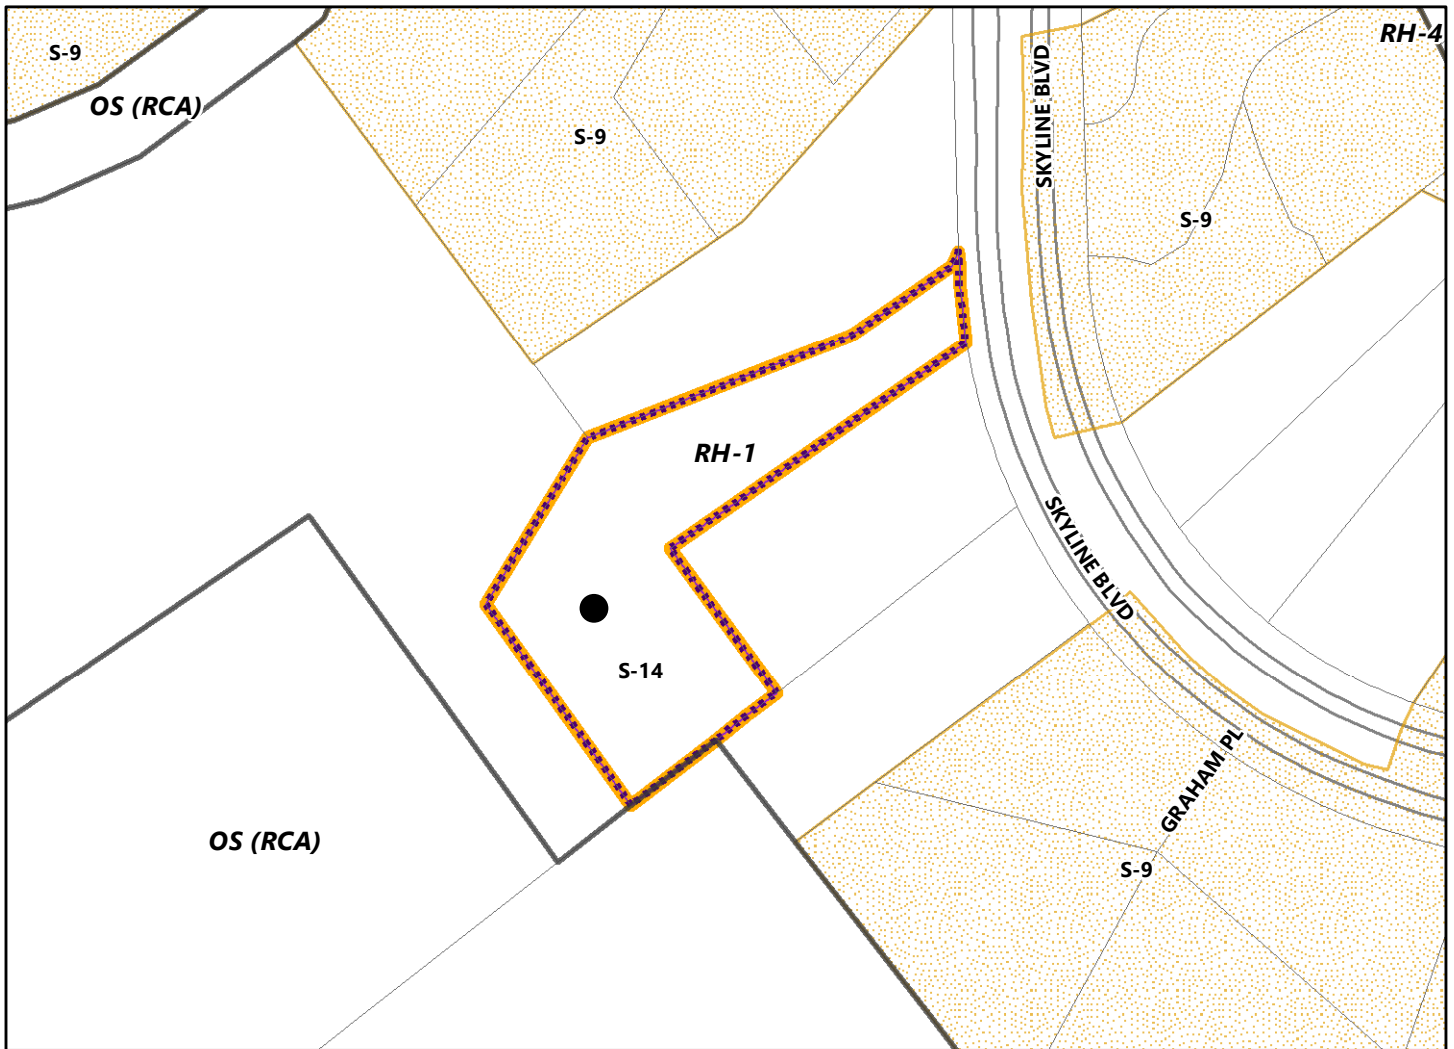 RH-4
S-9
SKYLINE BLVD
OS (RCA)
S-9
S-9
RH-1
SKYLINE BLVD
S-14
GRAHAM PL
OS (RCA)
S-9